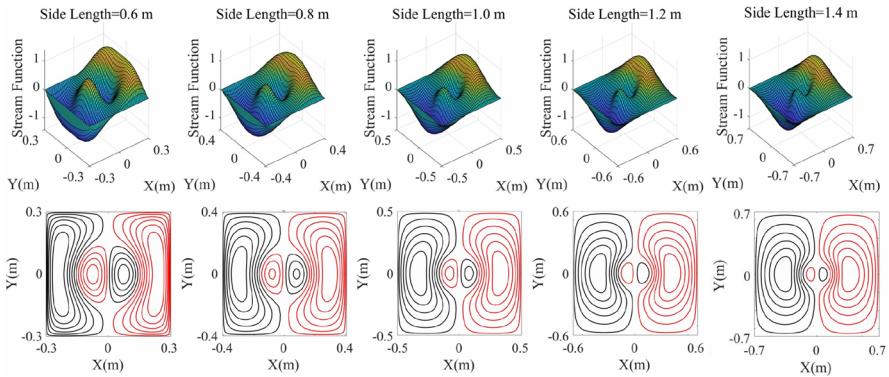 Side Length=0.6 m
Side Length=0.8 m
Side Length=1.0 m
Side Length=1.2 m
Side Length=1.4 m
Stream Function
1
0
-1
0.3
0
-0.3
-0.3
0
0.3
Y(m)
X(m)
Stream Function
1
0
-1
0.4
0
-0.4
-0.4
0
0.4
Y(m)
X(m)
Stream Function
1
0
-1
0.5
0
-0.5
-0.5
0
0.5
Y(m)
X(m)
Stream Function
1
0
-1
0.6
0
-0.6
-0.6
0
0.6
Y(m)
X(m)
Stream Function
1
0
-1
0.7
0
-0.7
-0.7
0
0.7
Y(m)
X(m)
Y(m)
0.3
0
-0.3
-0.3
0
0.3
X(m)
Y(m)
0.4
0
-0.4
-0.4
0
0.4
X(m)
Y(m)
0.5
0
-0.5
-0.5
0
0.5
X(m)
Y(m)
0.6
0
-0.6
-0.6
0
0.6
X(m)
Y(m)
0.7
0
-0.7
-0.7
0
0.7
X(m)